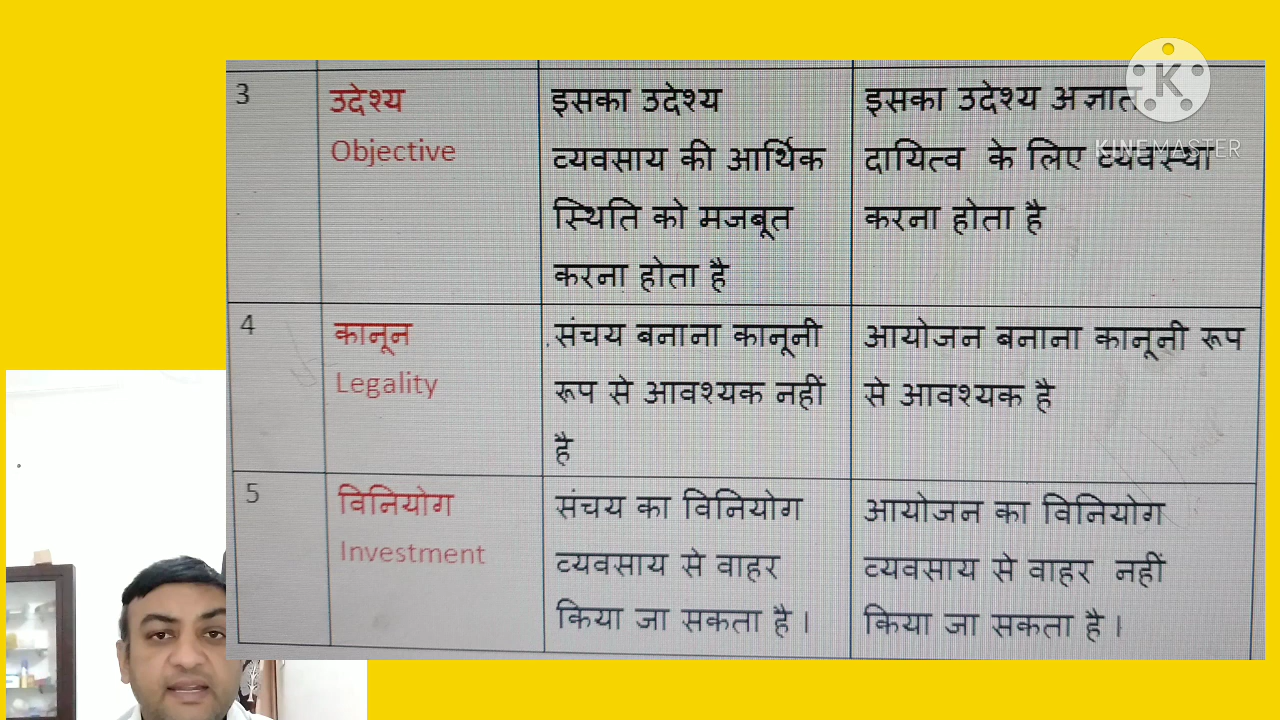 3
उदेश्य
Objective
इसका उदेश्य
व्यवसाय की आर्थिक
स्थिति को मजबूत
करना होता है
इसका उदेश्य अज्ञात
दायित्व के लिए व्यवस्था
करना होता है
4
कानून
Legality
संचय बनाना कानूनी
रूप से आवश्यक नहीं
है
आयोजन बनाना कानूनी रूप
से आवश्यक है
5
विनियोग
Investment
संचय का विनियोग
व्यवसाय से वाहर
किया जा सकता है।
आयोजन का विनियोग
व्यवसाय से वाहर नहीं
किया जा सकता है।
K
KINEMASTER